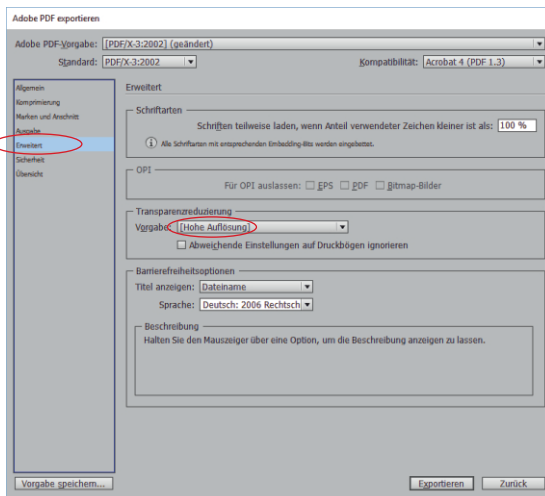 Adobe PDF exportieren
Adobe PDF-Vorgabe: [PDF/X-3:2002] (geändert)
Standard: PDF/X-3:2002 Kompatibilität: Acrobat 4 (PDF 1.3)
Allgemein
Komprimierung
Marken und Anschnitt
Ausgabe
Erweitert
Sicherheit
Übersicht
Erweitert
Schriftarten
Schriften teilweise laden, wenn Anteil verwendeter Zeichen kleiner ist als: 100 %
Alle Schriftarten mit entsprechenden Embedding-Bits werden eingebettet.
OPI
Für OPI auslassen: EPS PDF Bitmap-Bilder
Transparenzreduzierung
Vorgabe: [Hohe Auflösung]
Abweichende Einstellungen auf Druckbögen ignorieren
Barrierefreiheitsoptionen
Titel anzeigen: Dateiname
Sprache: Deutsch: 2006 Rechtsch
Beschreibung
Halten Sie den Mauszeiger über eine Option, um die Beschreibung anzeigen zu lassen.
Vorgabe speichern... Exportieren Zurück